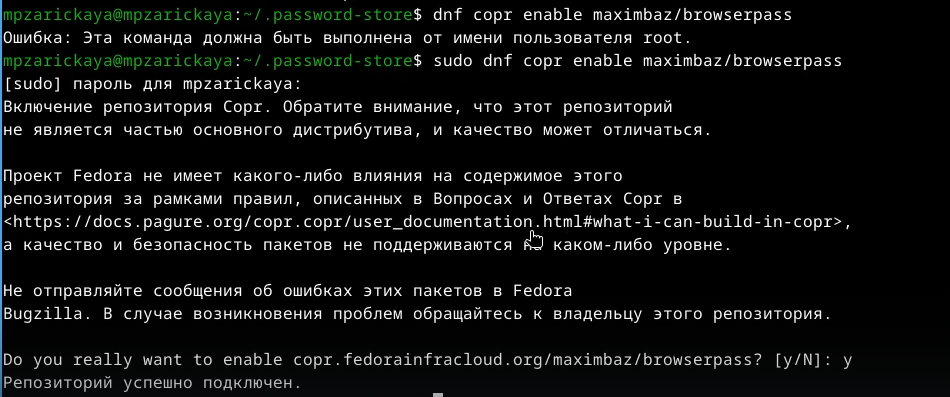 mpzarickaya@mpzarickaya:~/.password-store$ dnf copr enable maximbaz/browserpass
Ошибка: Эта команда должна быть выполнена от имени пользователя root.
mpzarickaya@mpzarickaya:~/.password-store$ sudo dnf copr enable maximbaz/browserpass
[sudo] пароль для mpzarickaya:
Включение репозитория Copr. Обратите внимание, что этот репозиторий
не является частью основного дистрибутива, и качество может отличаться.
Проект Fedora не имеет какого-либо влияния на содержимое этого
репозитория за рамками правил, описанных в Вопросах и Ответах Copr в
<https://docs.pagure.org/copr.copr/user_documentation.html#what-i-can-build-in-copr>,
а качество и безопасность пакетов не поддерживаются на каком-либо уровне.
Не отправляйте сообщения об ошибках этих пакетов в Fedora
Bugzilla. В случае возникновения проблем обращайтесь к владельцу этого репозитория.
Do you really want to enable copr.fedorainfracloud.org/maximbaz/browserpass? [y/N]: y
Репозиторий успешно подключен.